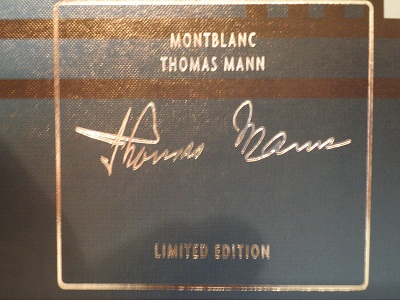 MONTBLANC
THOMAS MANN
Thomas Mann
LIMITED EDITION